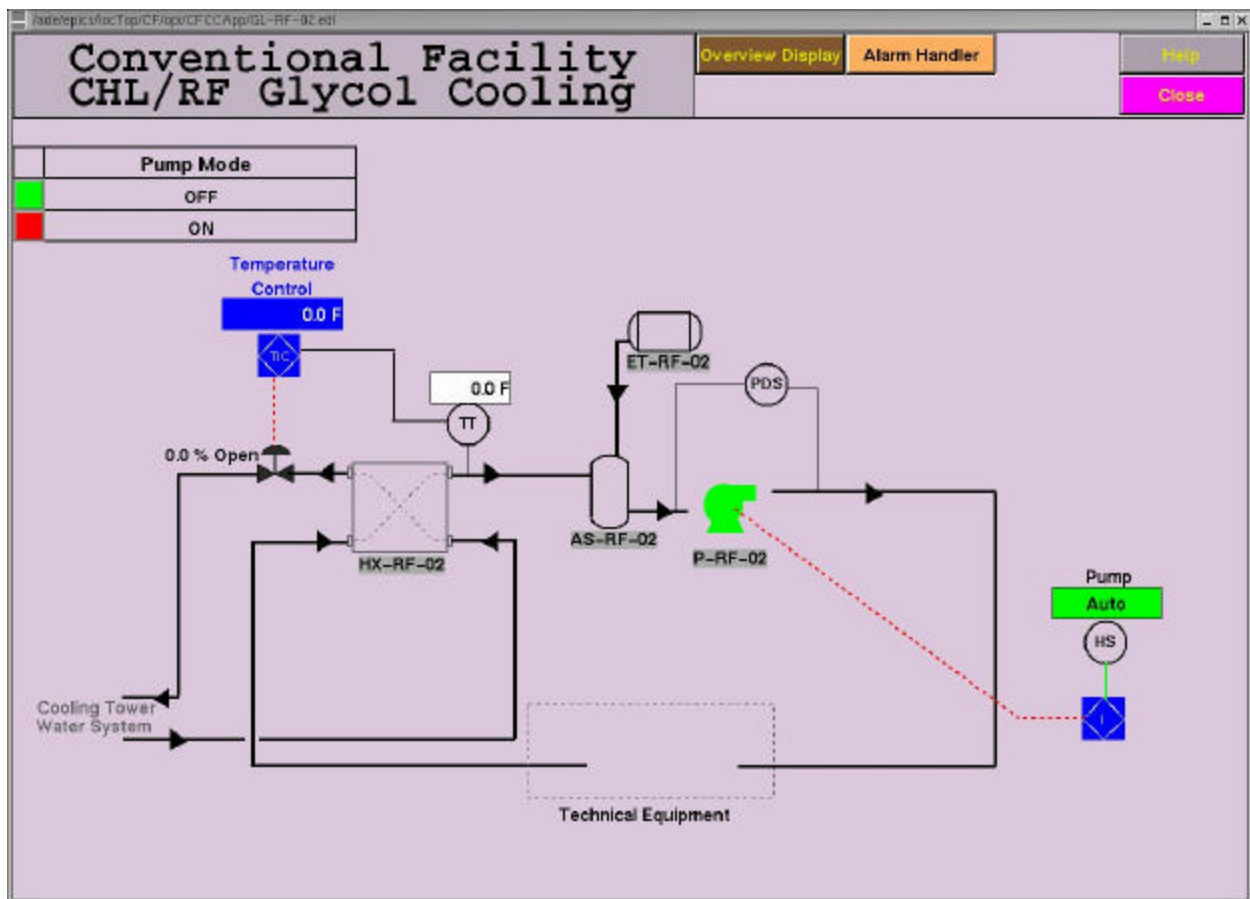 /ade/epics/iocTop/CF/opi/CFCCApp/GL-RF-02.edl
Conventional Facility
CHL/RF Glycol Cooling
Overview Display
Alarm Handler
Help
Close
Pump Mode
OFF
ON
Temperature
Control
0.0 F
TIC
0.0 F
TT
0.0 % Open
ET-RF-02
PDS
AS-RF-02
P-RF-02
HX-RF-02
Pump
Auto
HS
I
Cooling Tower
Water System
Technical Equipment